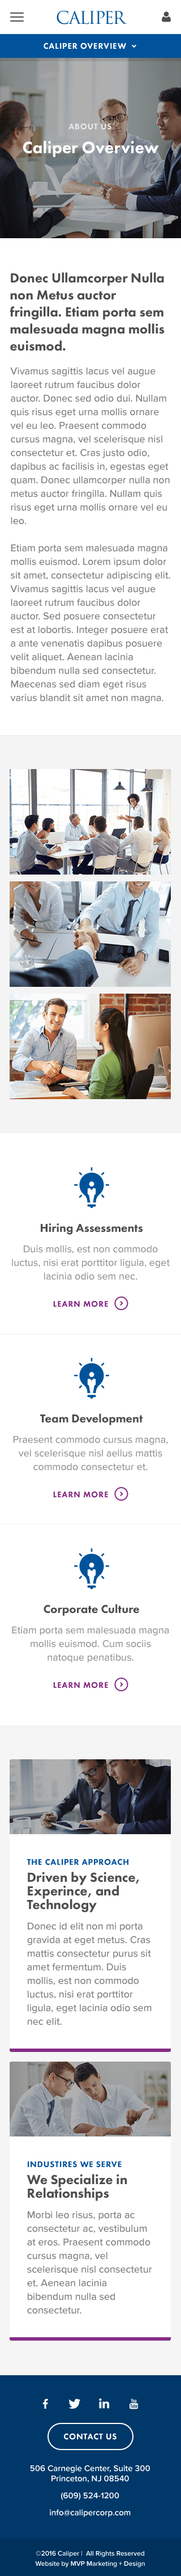 CALIPER
CALIPER OVERVIEW
ABOUT US
Caliper Overview
Donec Ullamcorper Nulla
non Metus auctor
fringilla. Etiam porta sem
malesuada magna mollis
euismod.
Vivamus sagittis lacus vel augue
laoreet rutrum faucibus dolor
auctor. Donec sed odio dui. Nullam
quis risus eget urna mollis ornare
vel eu leo. Praesent commodo
cursus magna, vel scelerisque nisl
consectetur et. Cras justo odio,
dapibus ac facilisis in, egestas eget
quam. Donec ullamcorper nulla non
metus auctor fringilla. Nullam quis
risus eget urna mollis ornare vel eu
leo.
Etiam porta sem malesuada magna
mollis euismod. Lorem ipsum dolor
sit amet, consectetur adipiscing elit.
Vivamus sagittis lacus vel augue
laoreet rutrum faucibus dolor
auctor. Sed posuere consectetur
est at lobortis. Integer posuere erat
a ante venenatis dapibus posuere
velit aliquet. Aenean lacinia
bibendum nulla sed consectetur.
Maecenas sed diam eget risus
varius blandit sit amet non magna.
Hiring Assessments
Duis mollis, est non commodo
luctus, nisi erat porttitor ligula, eget
lacinia odio sem nec.
LEARN MORE
Team Development
Praesent commodo cursus magna,
vel scelerisque nisl aellus mattis
commodo consectetur et.
LEARN MORE
Corporate Culture
Etiam porta sem malesuada magna
mollis euismod. Cum sociis
natoque penatibus.
LEARN MORE
THE CALIPER APPROACH
Driven by Science,
Experince, and
Technology
Donec id elit non mi porta
gravida at eget metus. Cras
mattis consectetur purus sit
amet fermentum. Duis
mollis, est non commodo
luctus, nisi erat porttitor
ligula, eget lacinia odio sem
nec elit.
INDUSTIRES WE SERVE
We Specialize in
Relationships
Morbi leo risus, porta ac
consectetur ac, vestibulum
at eros. Praesent commodo
cursus magna, vel
scelerisque nisl consectetur
et. Aenean lacinia
bibendum nulla sed
consectetur.
CONTACT US
506 Carnegie Center, Suite 300
Princeton, NJ 08540
(609) 524-1200
info@calipercorp.com
©2016 Caliper | All Rights Reserved
Website by MVP Marketing + Design